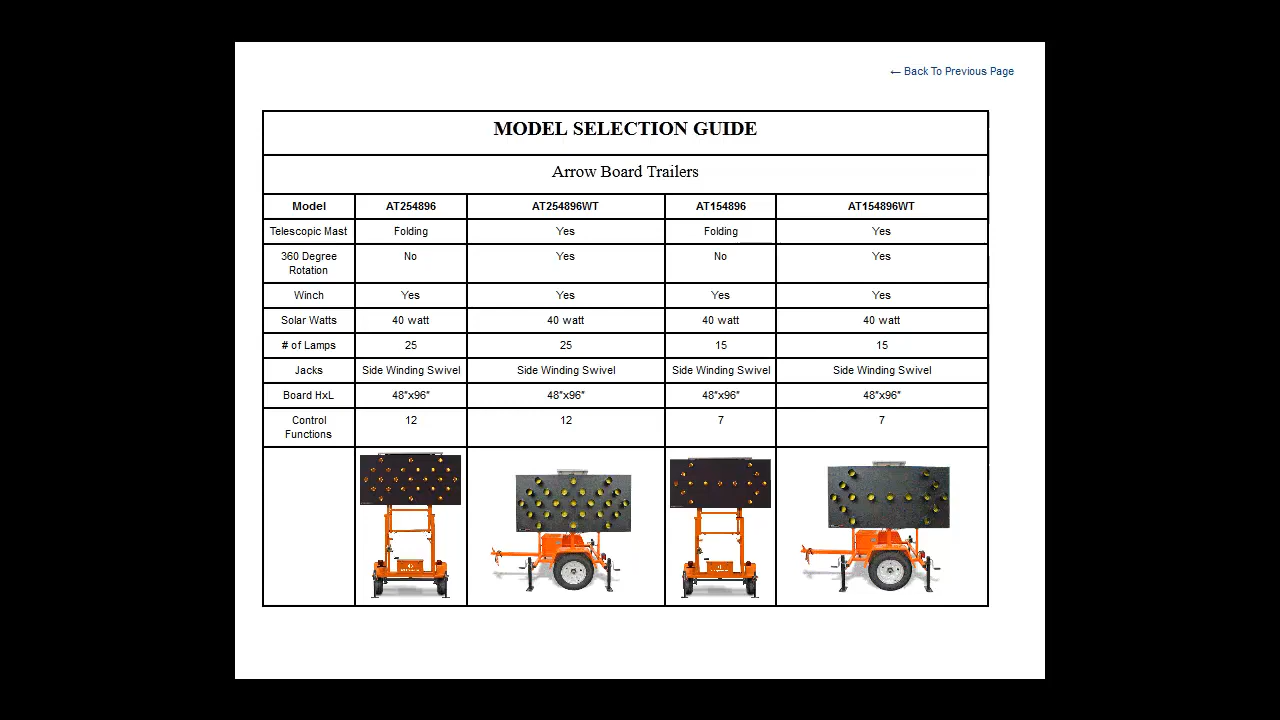 ← Back To Previous Page
MODEL SELECTION GUIDE
Arrow Board Trailers
Model AT254896 AT254896WT AT154896 AT154896WT
Telescopic Mast Folding Yes Folding Yes
360 Degree Rotation No Yes No Yes
Winch Yes Yes Yes Yes
Solar Watts 40 watt 40 watt 40 watt 40 watt
# of Lamps 25 25 15 15
Jacks Side Winding Swivel Side Winding Swivel Side Winding Swivel Side Winding Swivel
Board HxL 48"x96" 48"x96" 48"x96" 48"x96"
Control Functions 12 12 7 7